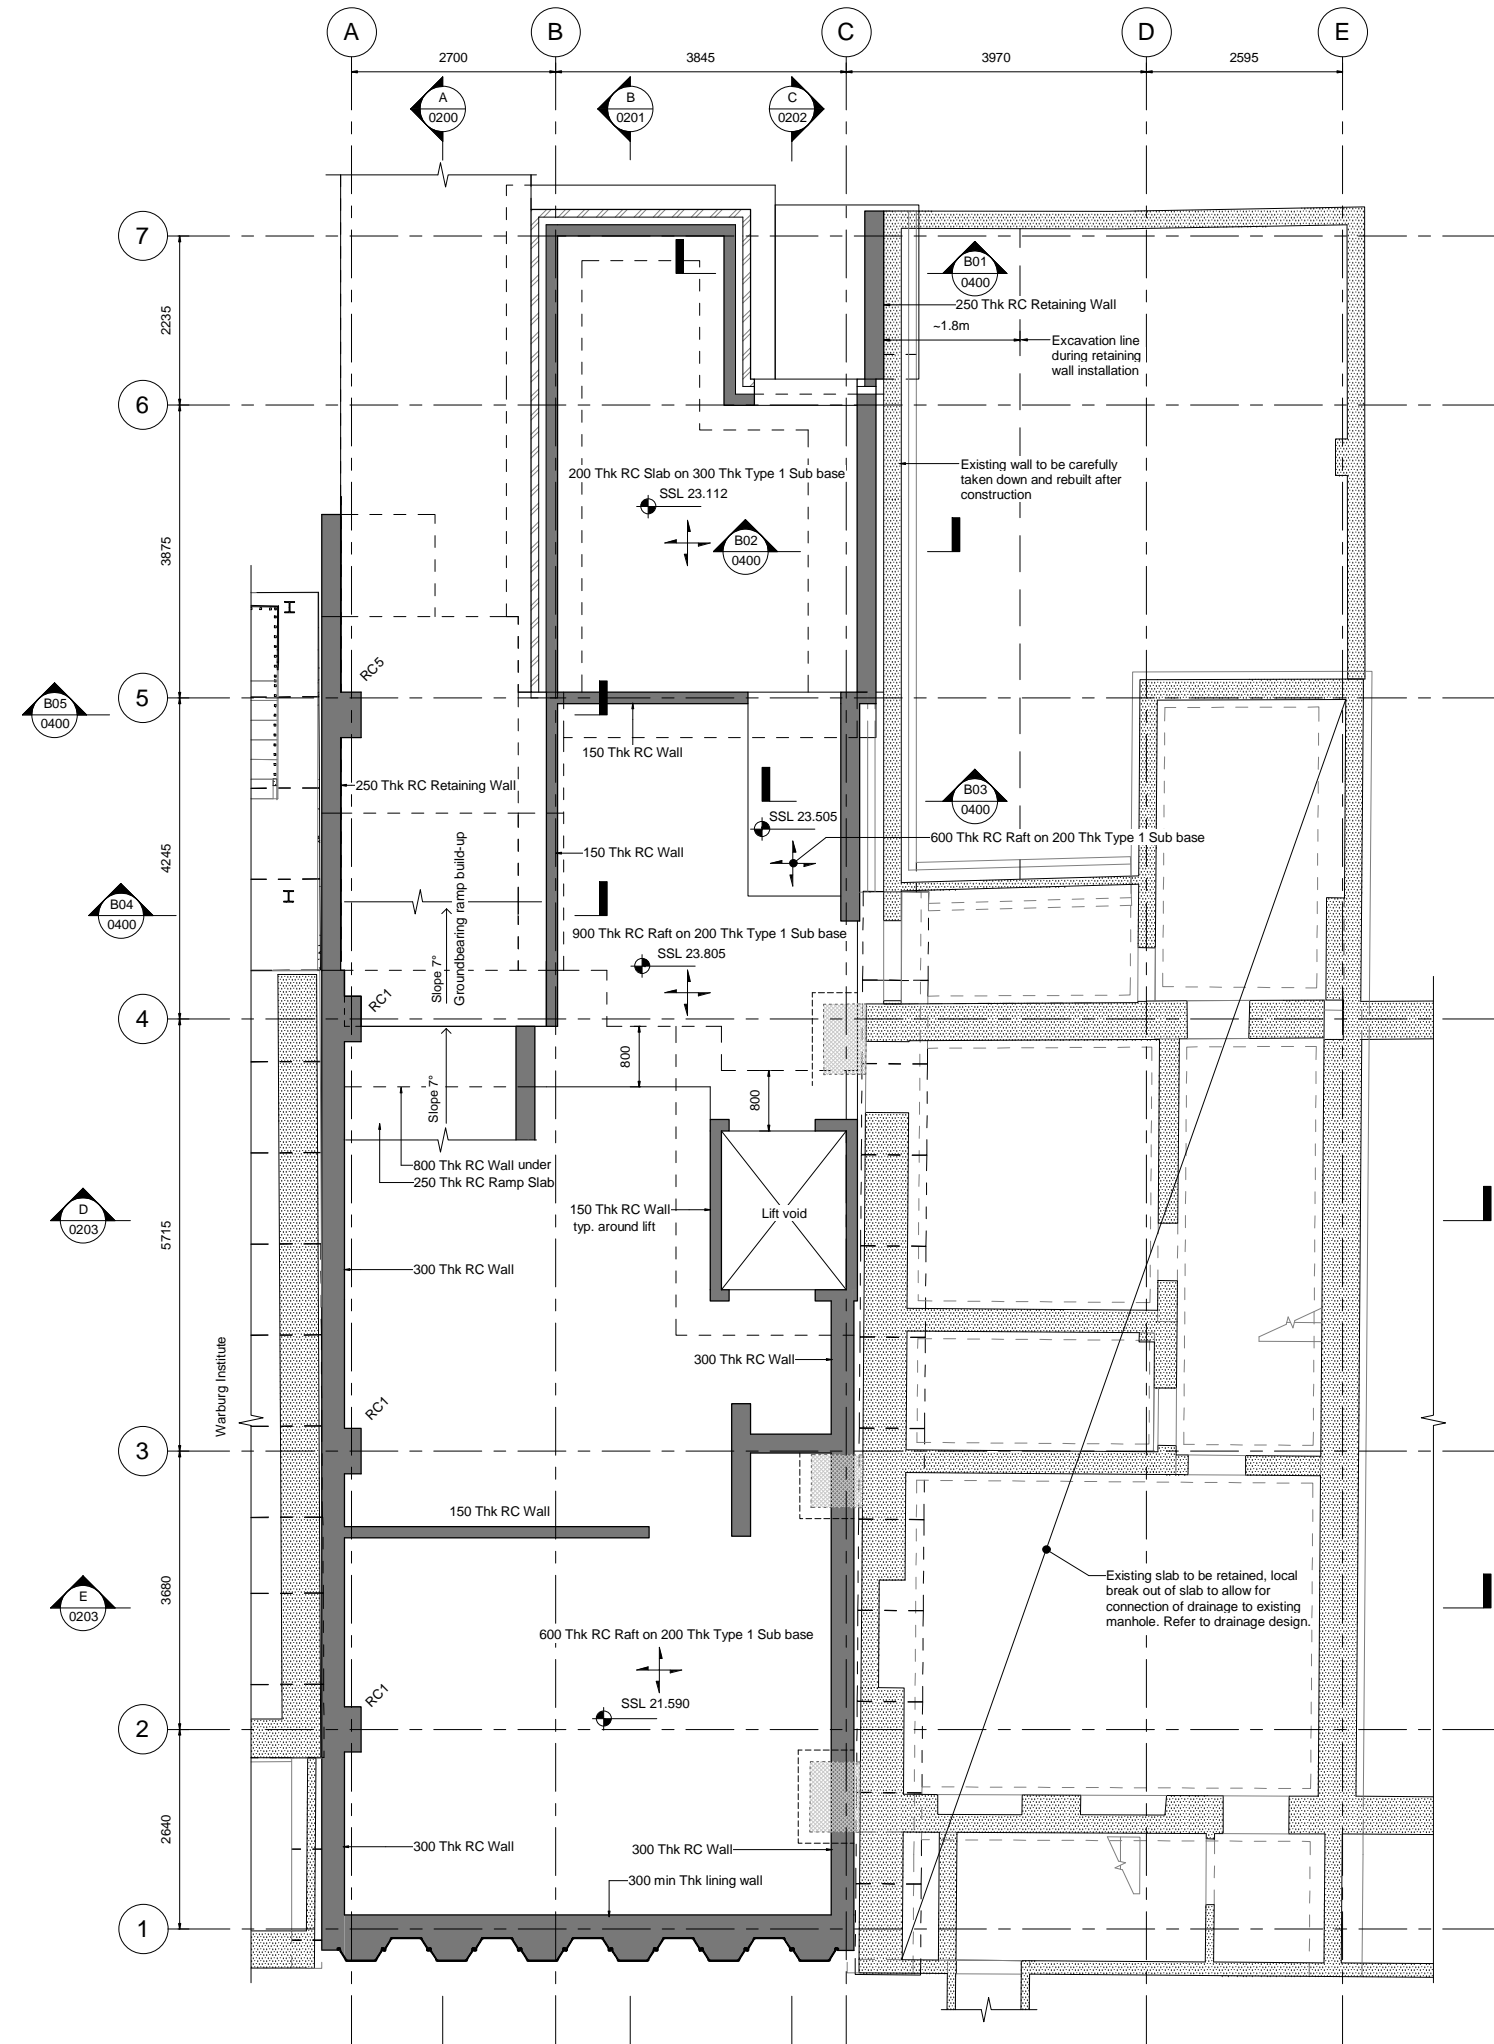 A
B
C
D
E
2700
3845
3970
2595
A
0200
B
0201
C
0202
7
B01
0400
250 Thk RC Retaining Wall
2235
~1.8m
Excavation line
during retaining
wall installation
6
Existing wall to be carefully
taken down and rebuilt after
construction
200 Thk RC Slab on 300 Thk Type 1 Sub base
SSL 23.112
3875
B02
0400
RC5
5
B05
0400
150 Thk RC Wall
250 Thk RC Retaining Wall
B03
0400
SSL 23.505
600 Thk RC Raft on 200 Thk Type 1 Sub base
4245
150 Thk RC Wall
B04
0400
Slope 7°
Groundbearing ramp build-up
900 Thk RC Raft on 200 Thk Type 1 Sub base
SSL 23.805
RC1
4
800
800
Slope 7°
800 Thk RC Wall under
250 Thk RC Ramp Slab
D
0203
5715
150 Thk RC Wall
typ. around lift
Lift void
300 Thk RC Wall
Warburg Institute
300 Thk RC Wall
RC1
3
150 Thk RC Wall
E
0203
3680
Existing slab to be retained, local
break out of slab to allow for
connection of drainage to existing
manhole. Refer to drainage design.
600 Thk RC Raft on 200 Thk Type 1 Sub base
SSL 21.590
RC1
2
2640
300 Thk RC Wall
300 Thk RC Wall
300 min Thk lining wall
1